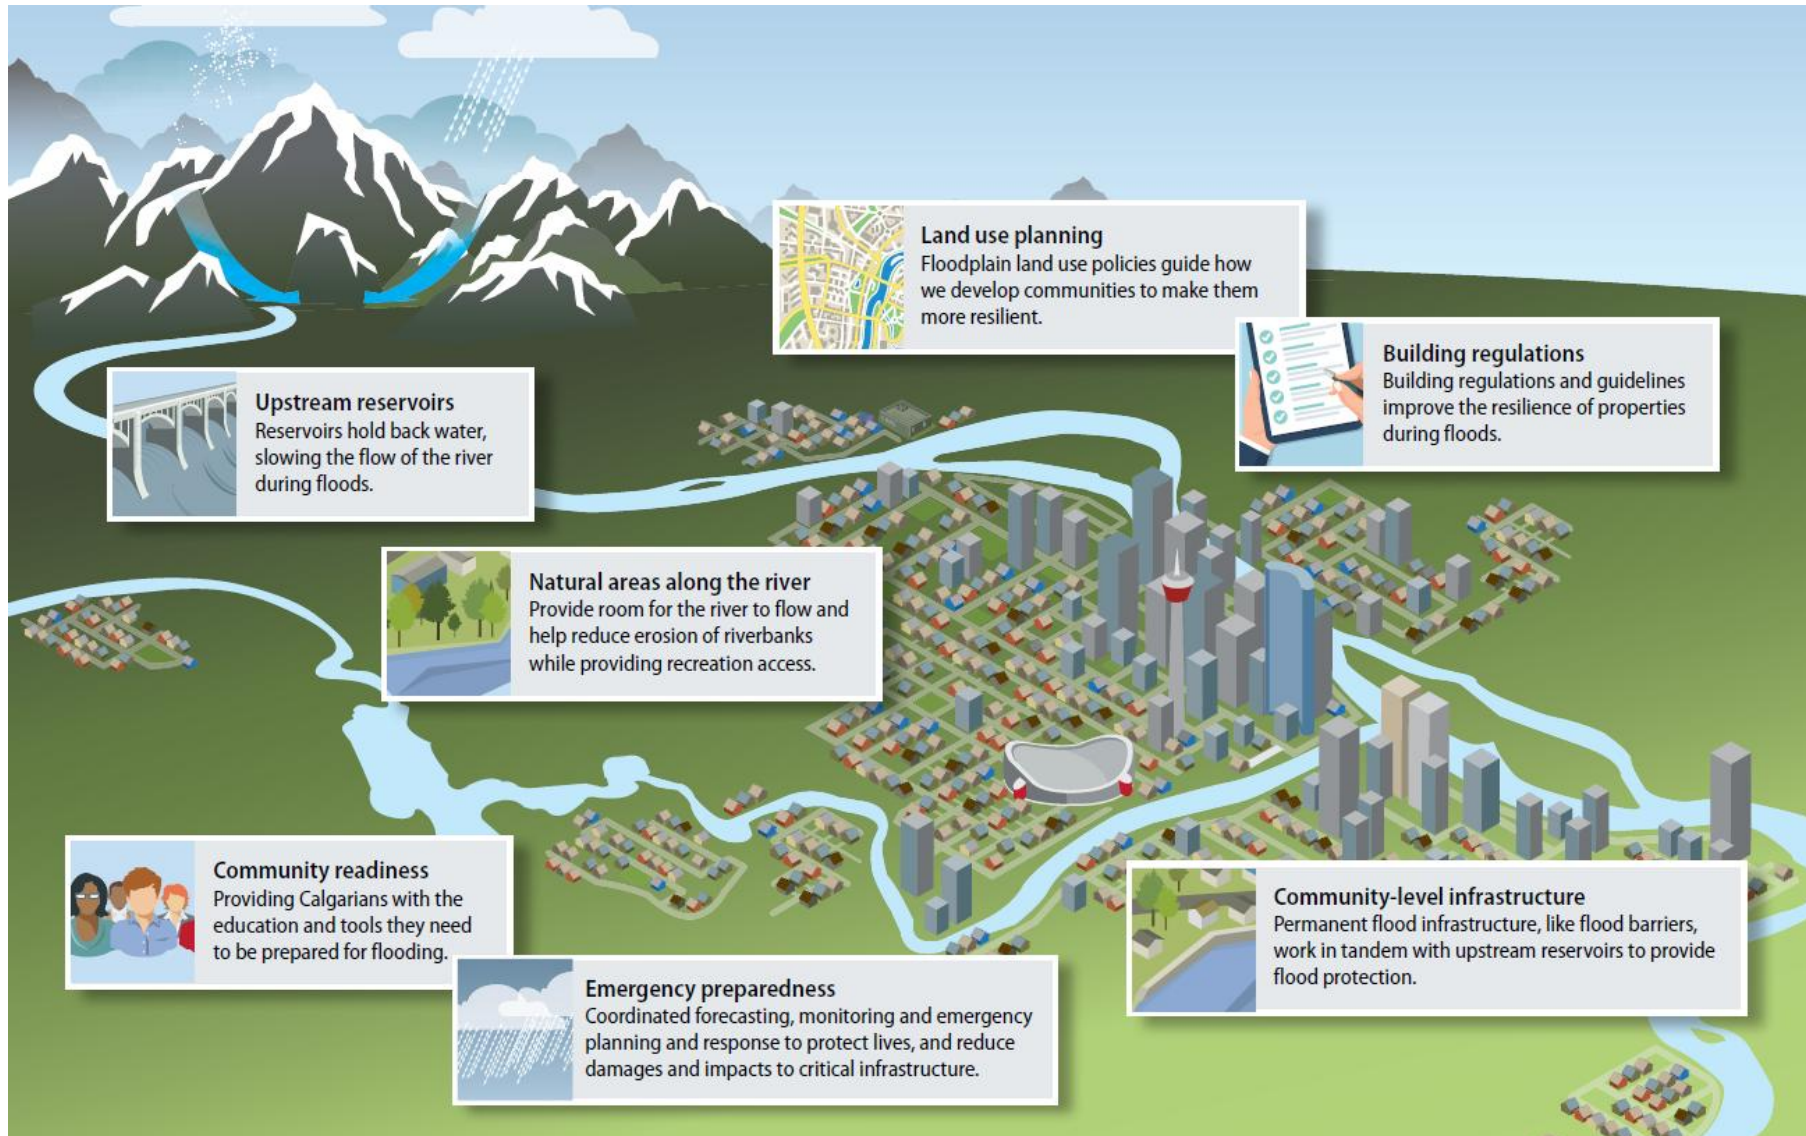 Land use planning
Floodplain land use policies guide how
we develop communities to make them
more resilient.
Building regulations
Building regulations and guidelines
improve the resilience of properties
during floods.
Upstream reservoirs
Reservoirs hold back water,
slowing the flow of the river
during floods.
Natural areas along the river
Provide room for the river to flow and
help reduce erosion of riverbanks
while providing recreation access.
Community readiness
Providing Calgarians with the
education and tools they need
to be prepared for flooding.
Community-level infrastructure
Permanent flood infrastructure, like flood barriers,
work in tandem with upstream reservoirs to provide
flood protection.
Emergency preparedness
Coordinated forecasting, monitoring and emergency
planning and response to protect lives, and reduce
damages and impacts to critical infrastructure.